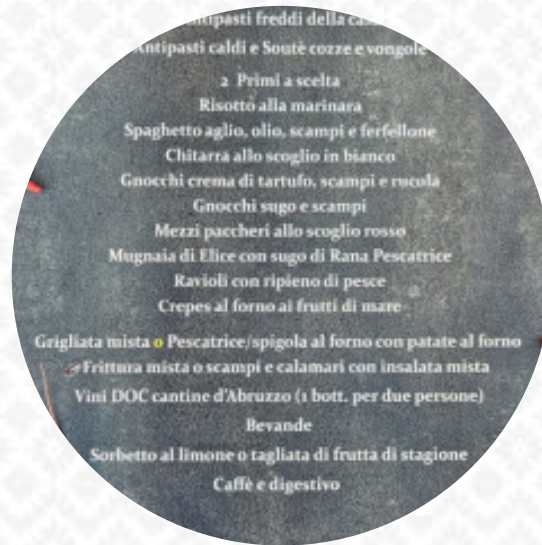 Antipasti freddi della casa
Antipasti caldi e Soutè cozze e vongole
2 Primi a scelta
Risotto alla marinara
Spaghetto aglio, olio, scampi e ferfellone
Chitarra allo scoglio in bianco
Gnocchi crema di tartufo, scampi e rucola
Gnocchi sugo e scampi
Mezzi paccheri allo scoglio rosso
Mugnaia di Elice con sugo di Rana Pescatrice
Ravioli con ripieno di pesce
Crepes al forno ai frutti di mare
Grigliata mista o Pescatrice/spigola al forno con patate al forno
Frittura mista o scampi e calamari con insalata mista
Vini DOC cantine d'Abruzzo (1 bott. per due persone)
Bevande
Sorbetto al limone o tagliata di frutta di stagione
Caffè e digestivo